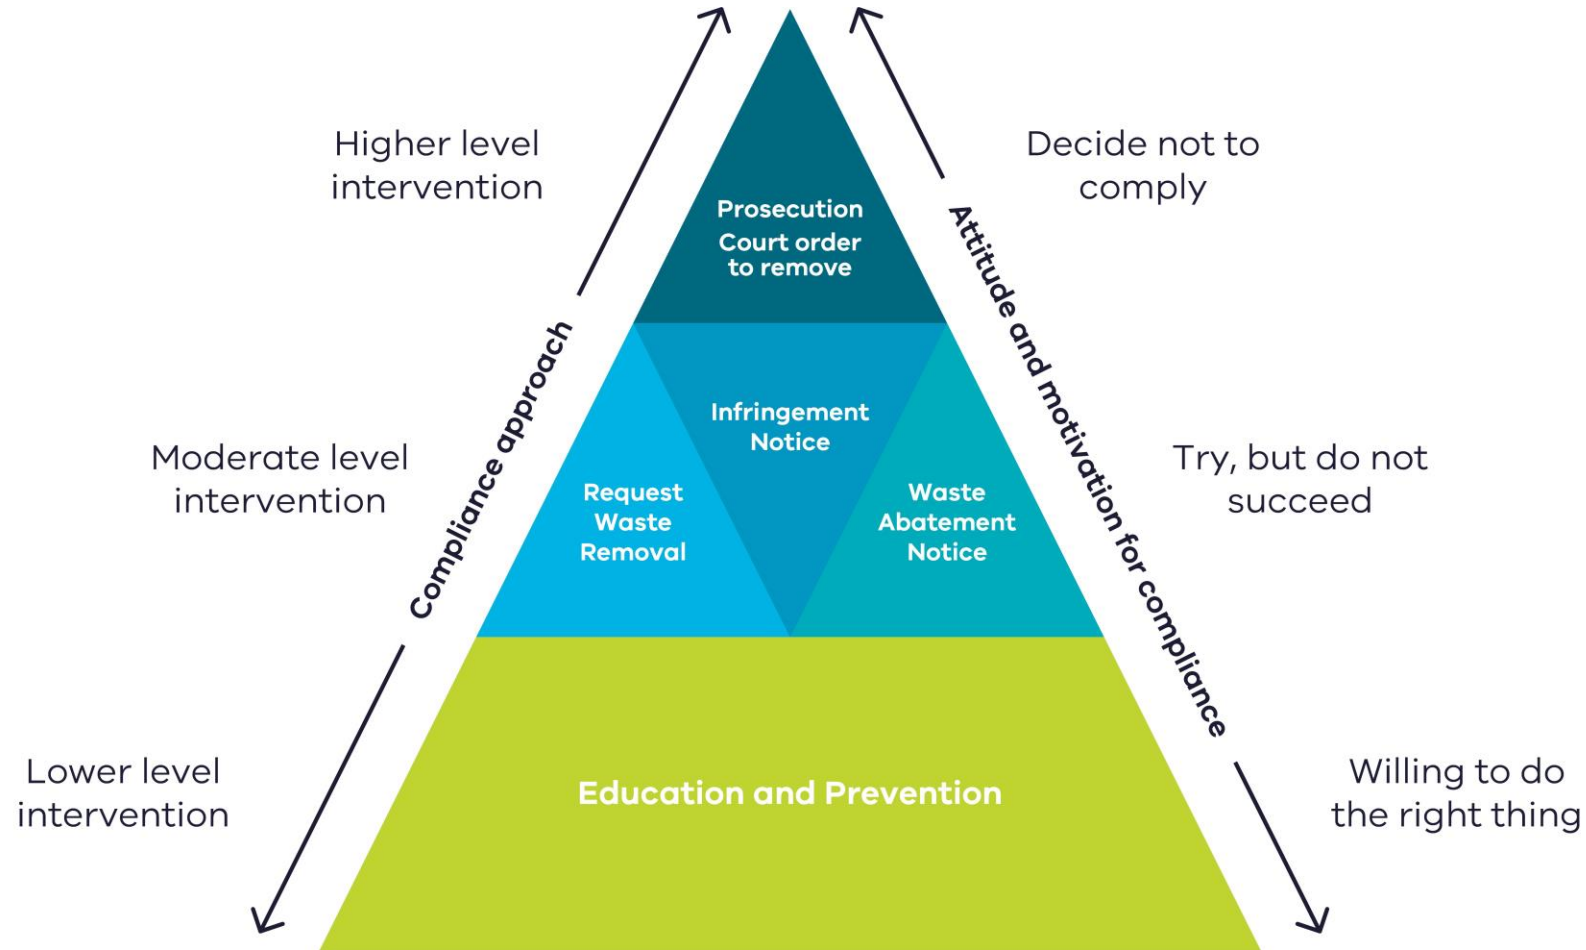 Higher level
intervention
Decide not to
comply
Prosecution
Court order
to remove
Compliance approach
Attitude and motivation for compliance
Moderate level
intervention
Infringement
Notice
Request
Waste
Removal
Waste
Abatement
Notice
Try, but do not
succeed
Lower level
intervention
Education and Prevention
Willing to do
the right thing